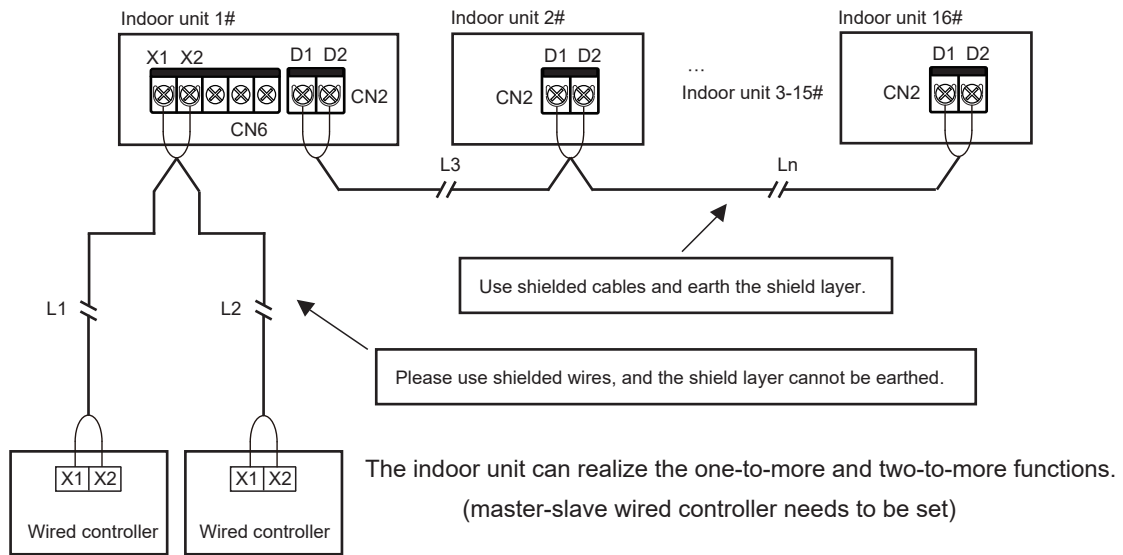 Indoor unit 1#
Indoor unit 2#
Indoor unit 16#
X1 X2
D1 D2
CN2
CN6
D1 D2
CN2
…
Indoor unit 3-15#
D1 D2
CN2
L3
Ln
Use shielded cables and earth the shield layer.
L1
L2
Please use shielded wires, and the shield layer cannot be earthed.
X1 X2
Wired controller
X1 X2
Wired controller
The indoor unit can realize the one-to-more and two-to-more functions.
(master-slave wired controller needs to be set)